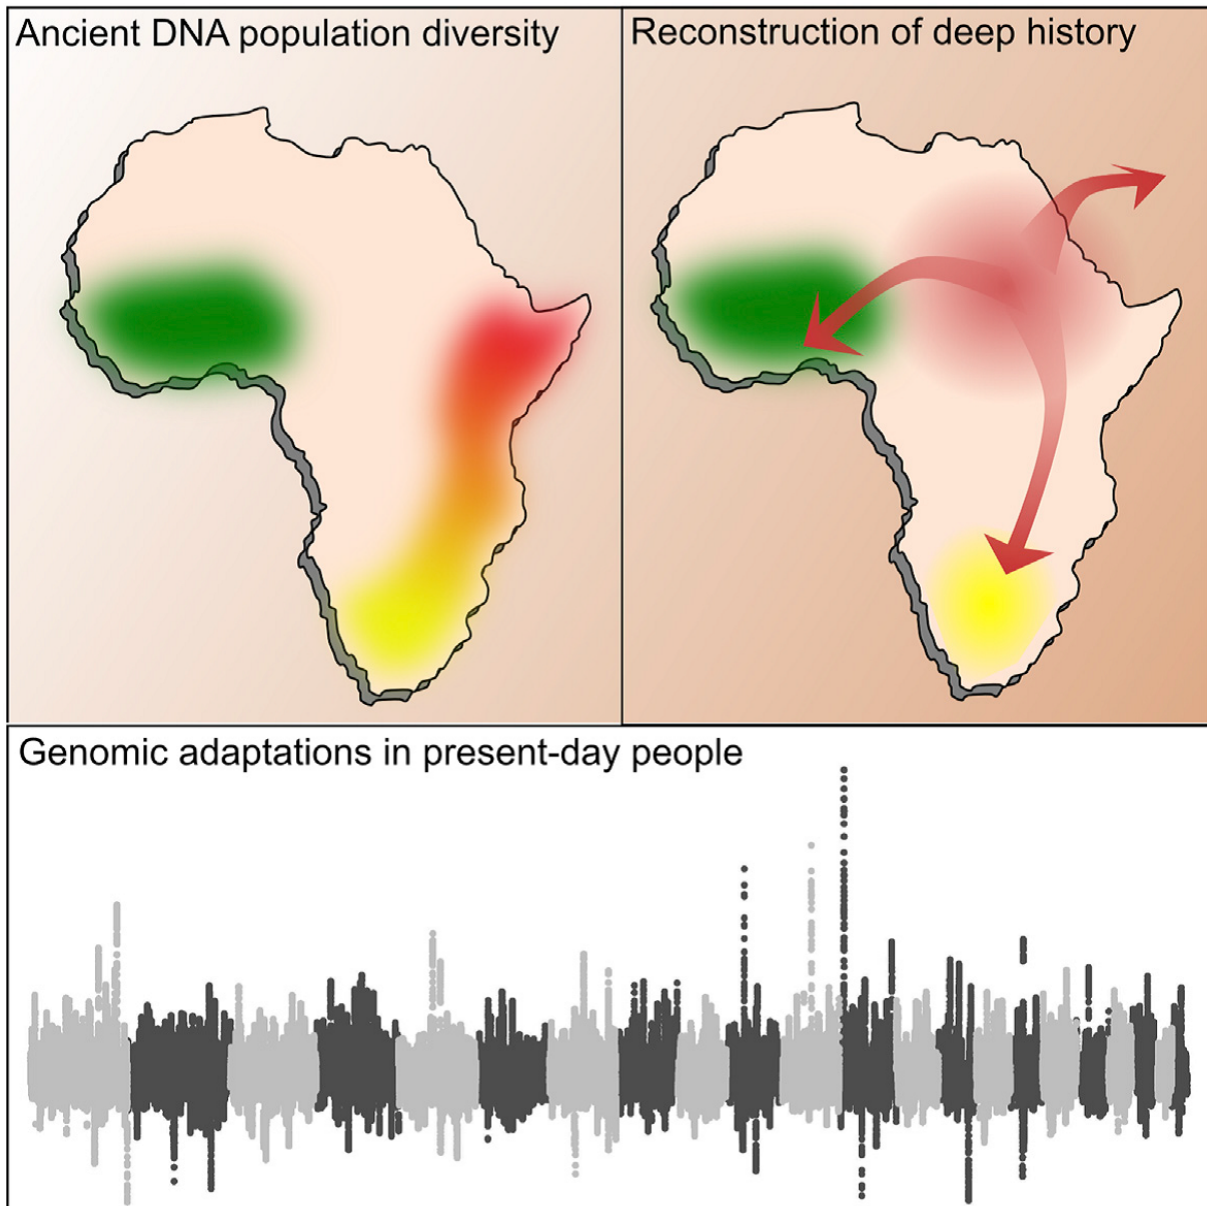 Ancient DNA population diversity
Reconstruction of deep history
Genomic adaptations in present-day people